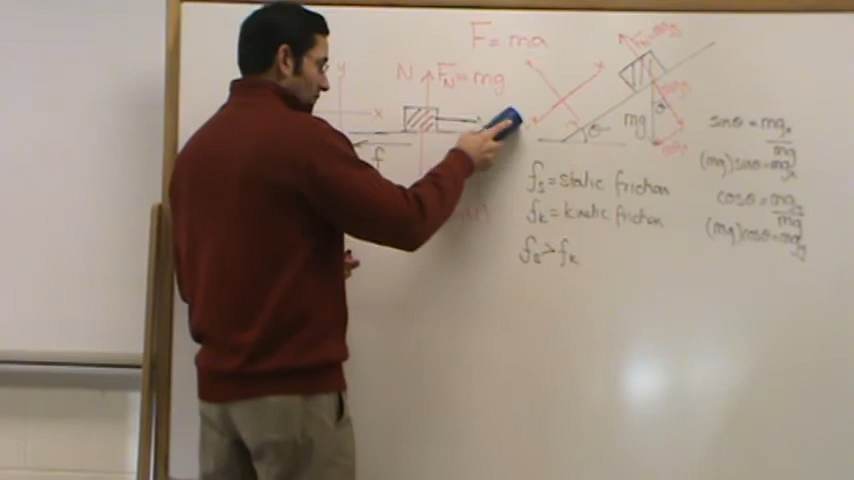 F = ma
y
N
F_N = mg
x
f
θ
mg
θ
sinθ = mg_x / mg
(mg) sinθ = mg_x
cosθ = mg_y / mg
(mg) cosθ = mg_y
f_s = static friction
f_k = kinetic friction
f_s > f_k